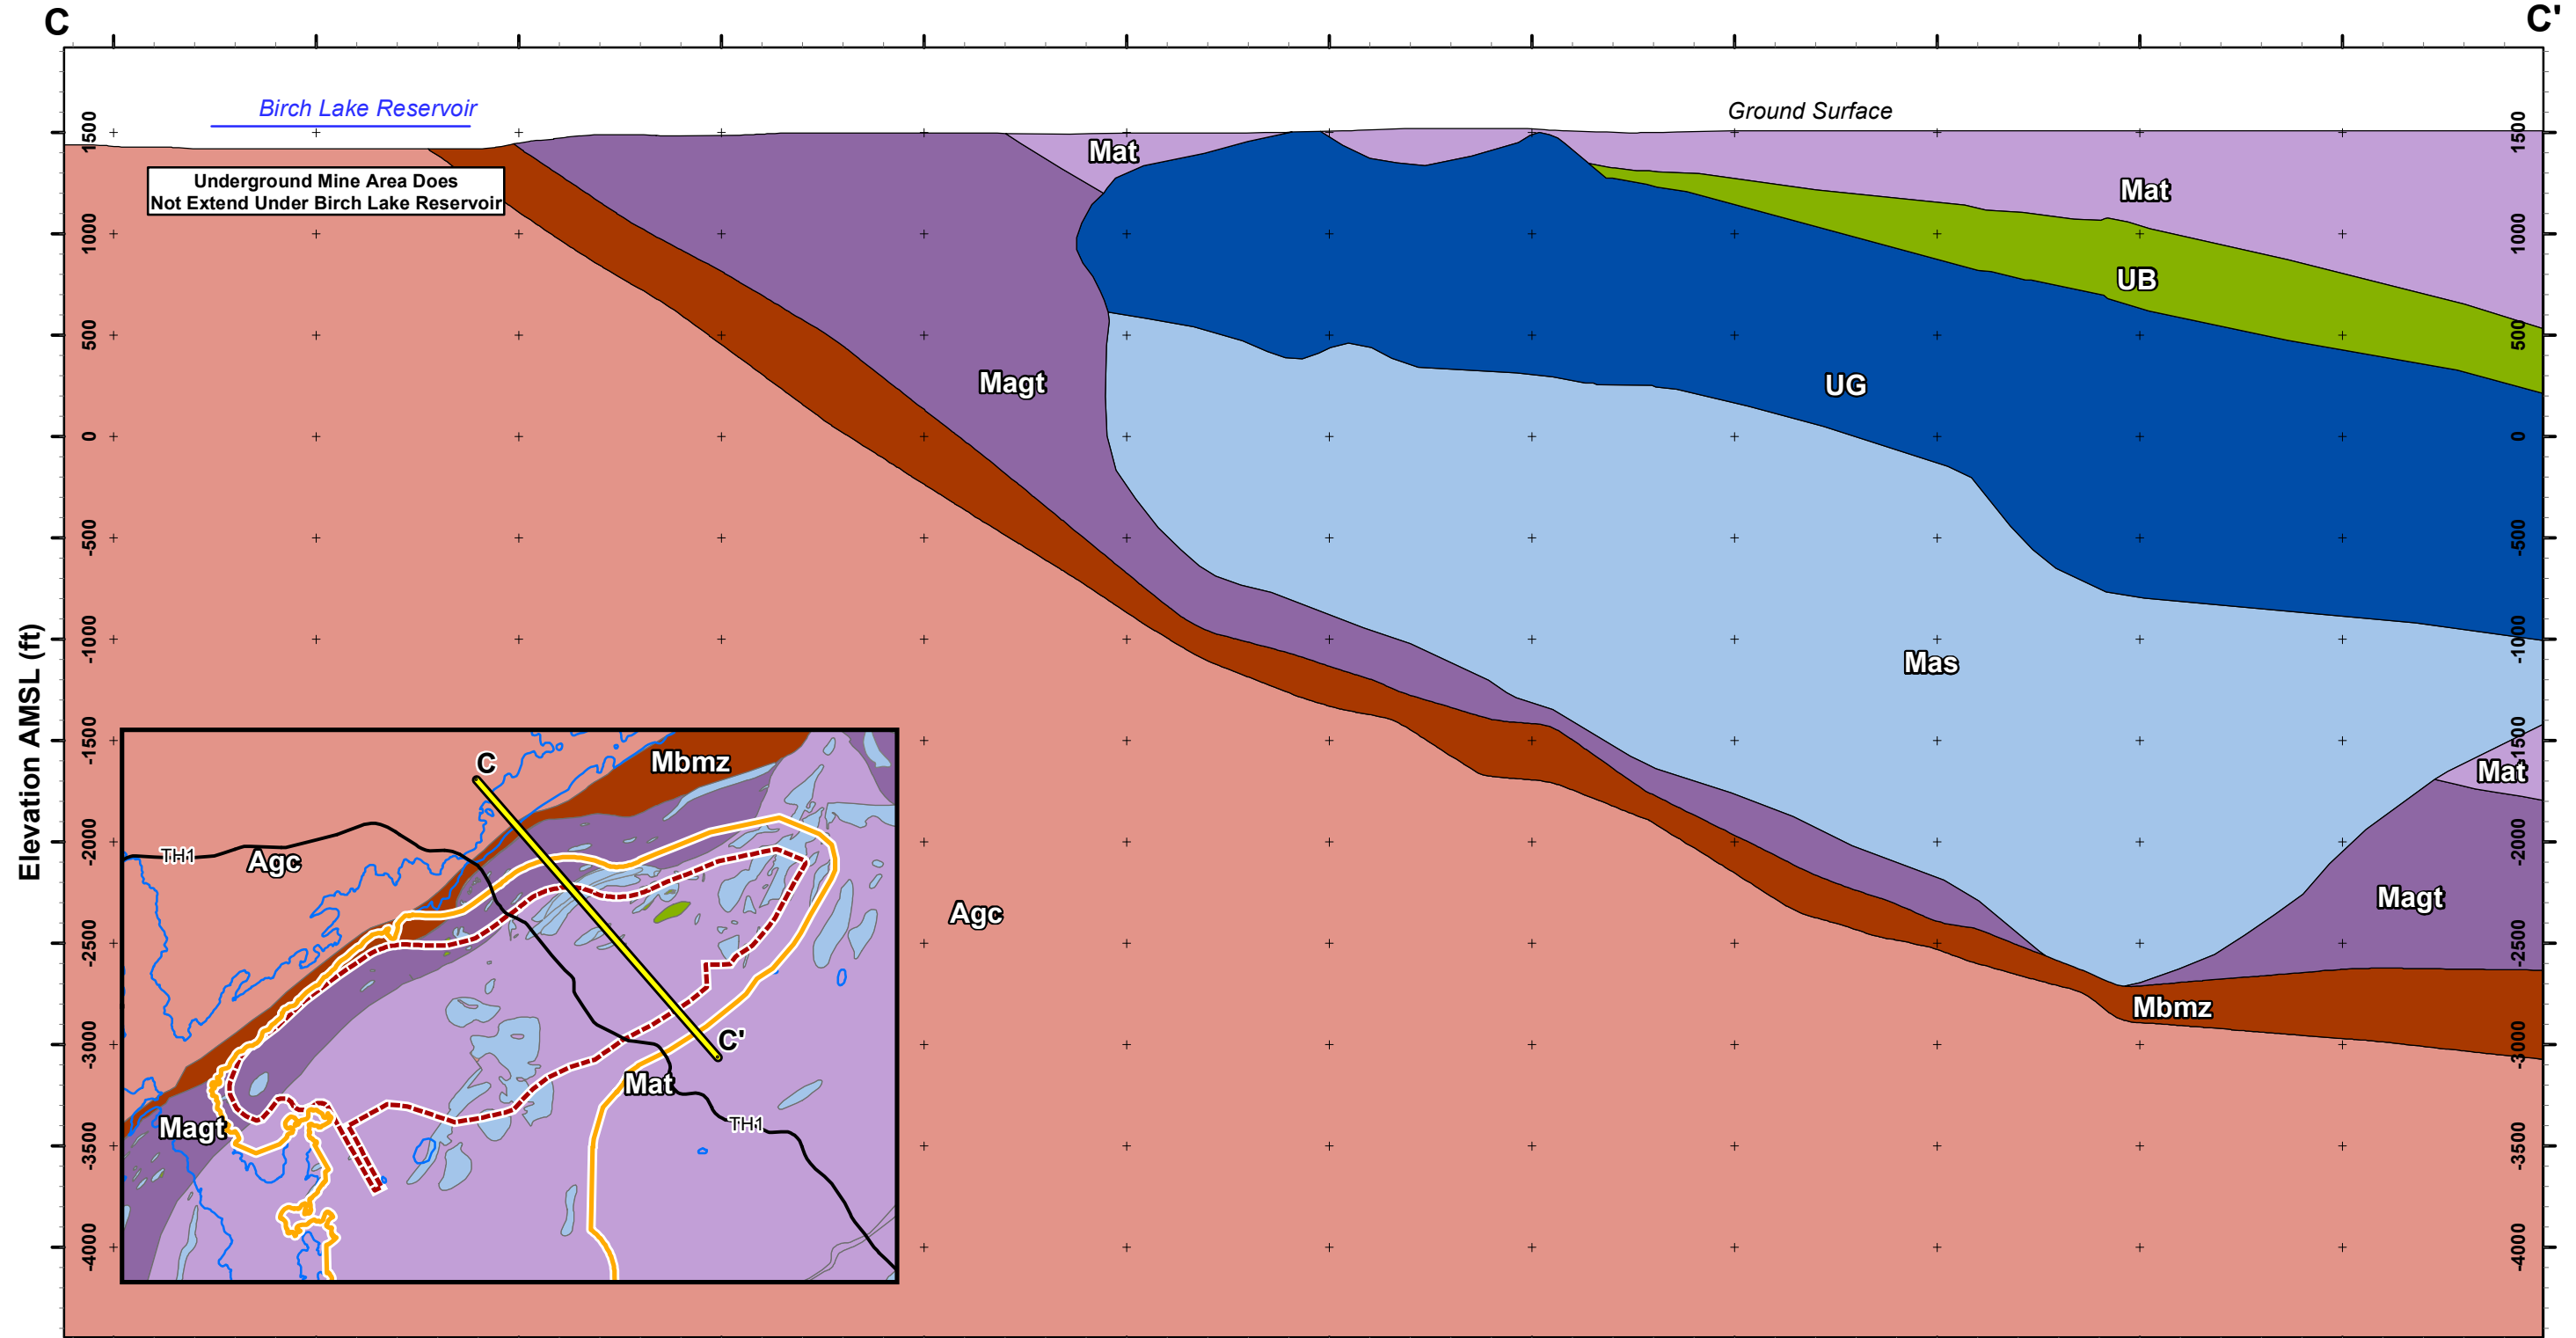 C
C'
Birch Lake Reservoir
Ground Surface
Underground Mine Area Does
Not Extend Under Birch Lake Reservoir
Elevation AMSL (ft)
1500
1000
500
0
-500
-1000
-1500
-2000
-2500
-3000
-3500
-4000
1500
1000
500
0
-500
-1000
-1500
-2000
-2500
-3000
-3500
-4000
Mat
Mat
UB
Magt
UG
Mas
Mat
Magt
Agc
Mbmz
C
Mbmz
TH1
Agc
C'
Mat
Magt
TH1